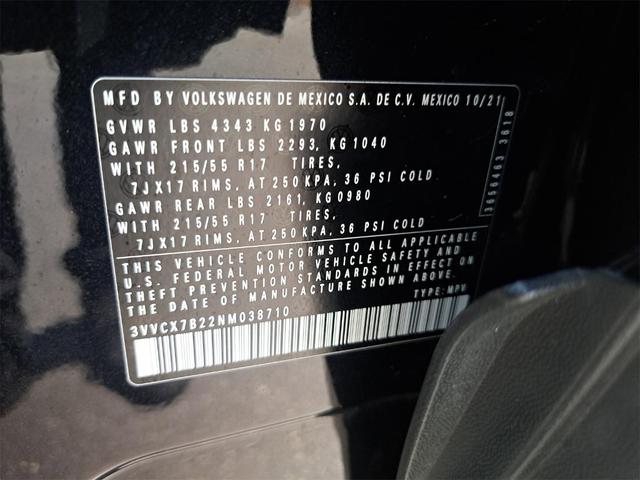 MFD BY VOLKSWAGEN DE MEXICO S.A. DE C.V. MEXICO 10/21
GVWR LBS 4343 KG 1970
GAWR FRONT LBS 2293, KG 1040
WITH 215/55 R17 TIRES,
7JX17 RIMS, AT 250 KPA, 36 PSI COLD
GAWR REAR LBS 2161, KG 0980
WITH 215/55 R17 TIRES,
7JX17 RIMS, AT 250 KPA, 36 PSI COLD
THIS VEHICLE CONFORMS TO ALL APPLICABLE
U.S. FEDERAL MOTOR VEHICLE SAFETY AND
THEFT PREVENTION STANDARDS IN EFFECT ON
THE DATE OF MANUFACTURE SHOWN ABOVE.
3VVCX7B22NM038710 TYPE: MPV
3656463 3618